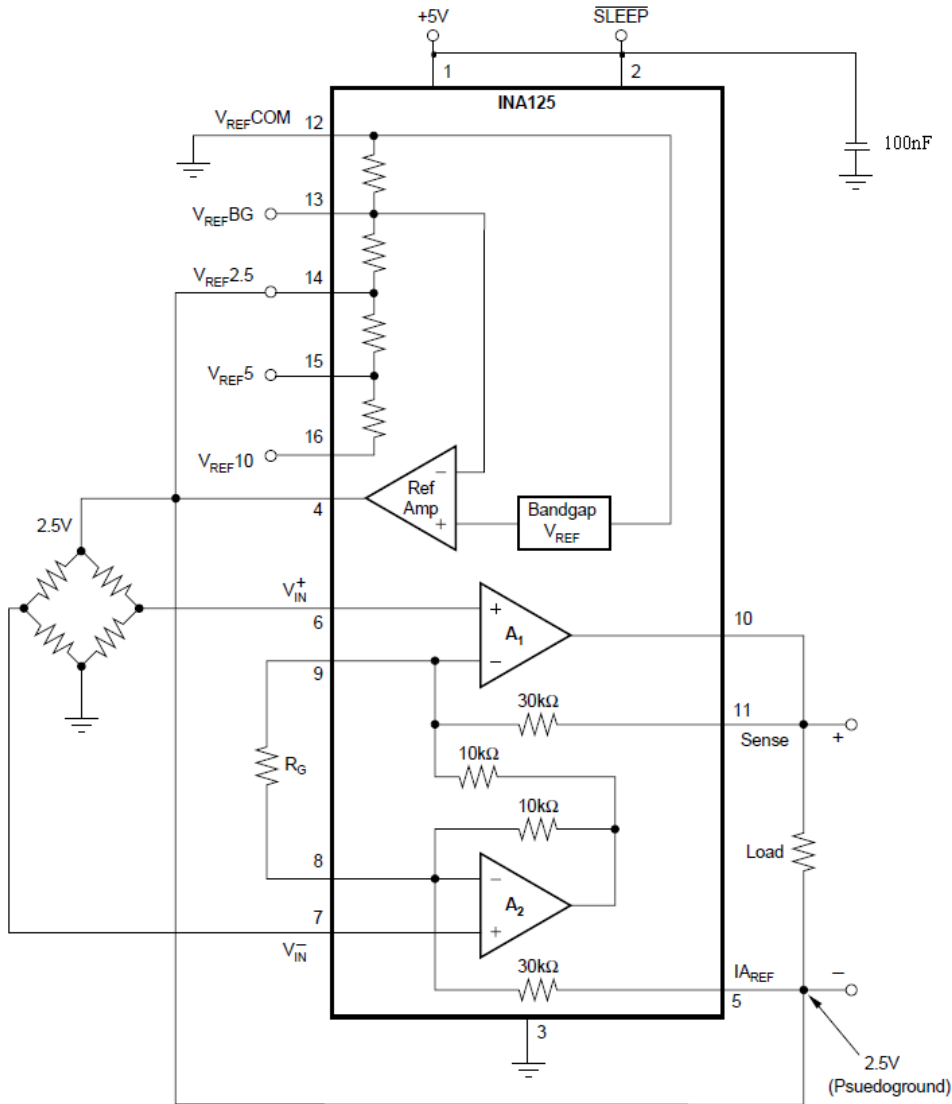 +5V
SLEEP
1
2
INA125
VREFCOM
12
100nF
13
VREFBG
14
VREF2.5
15
VREF5
16
VREF10
Ref
Amp
−
+
4
Bandgap
VREF
2.5V
V+IN
6
+
A1
−
10
9
30kΩ
11
Sense
+
10kΩ
RG
10kΩ
Load
8
−
A2
+
7
V−IN
30kΩ
IAREF
−
5
3
2.5V
(Psuedoground)